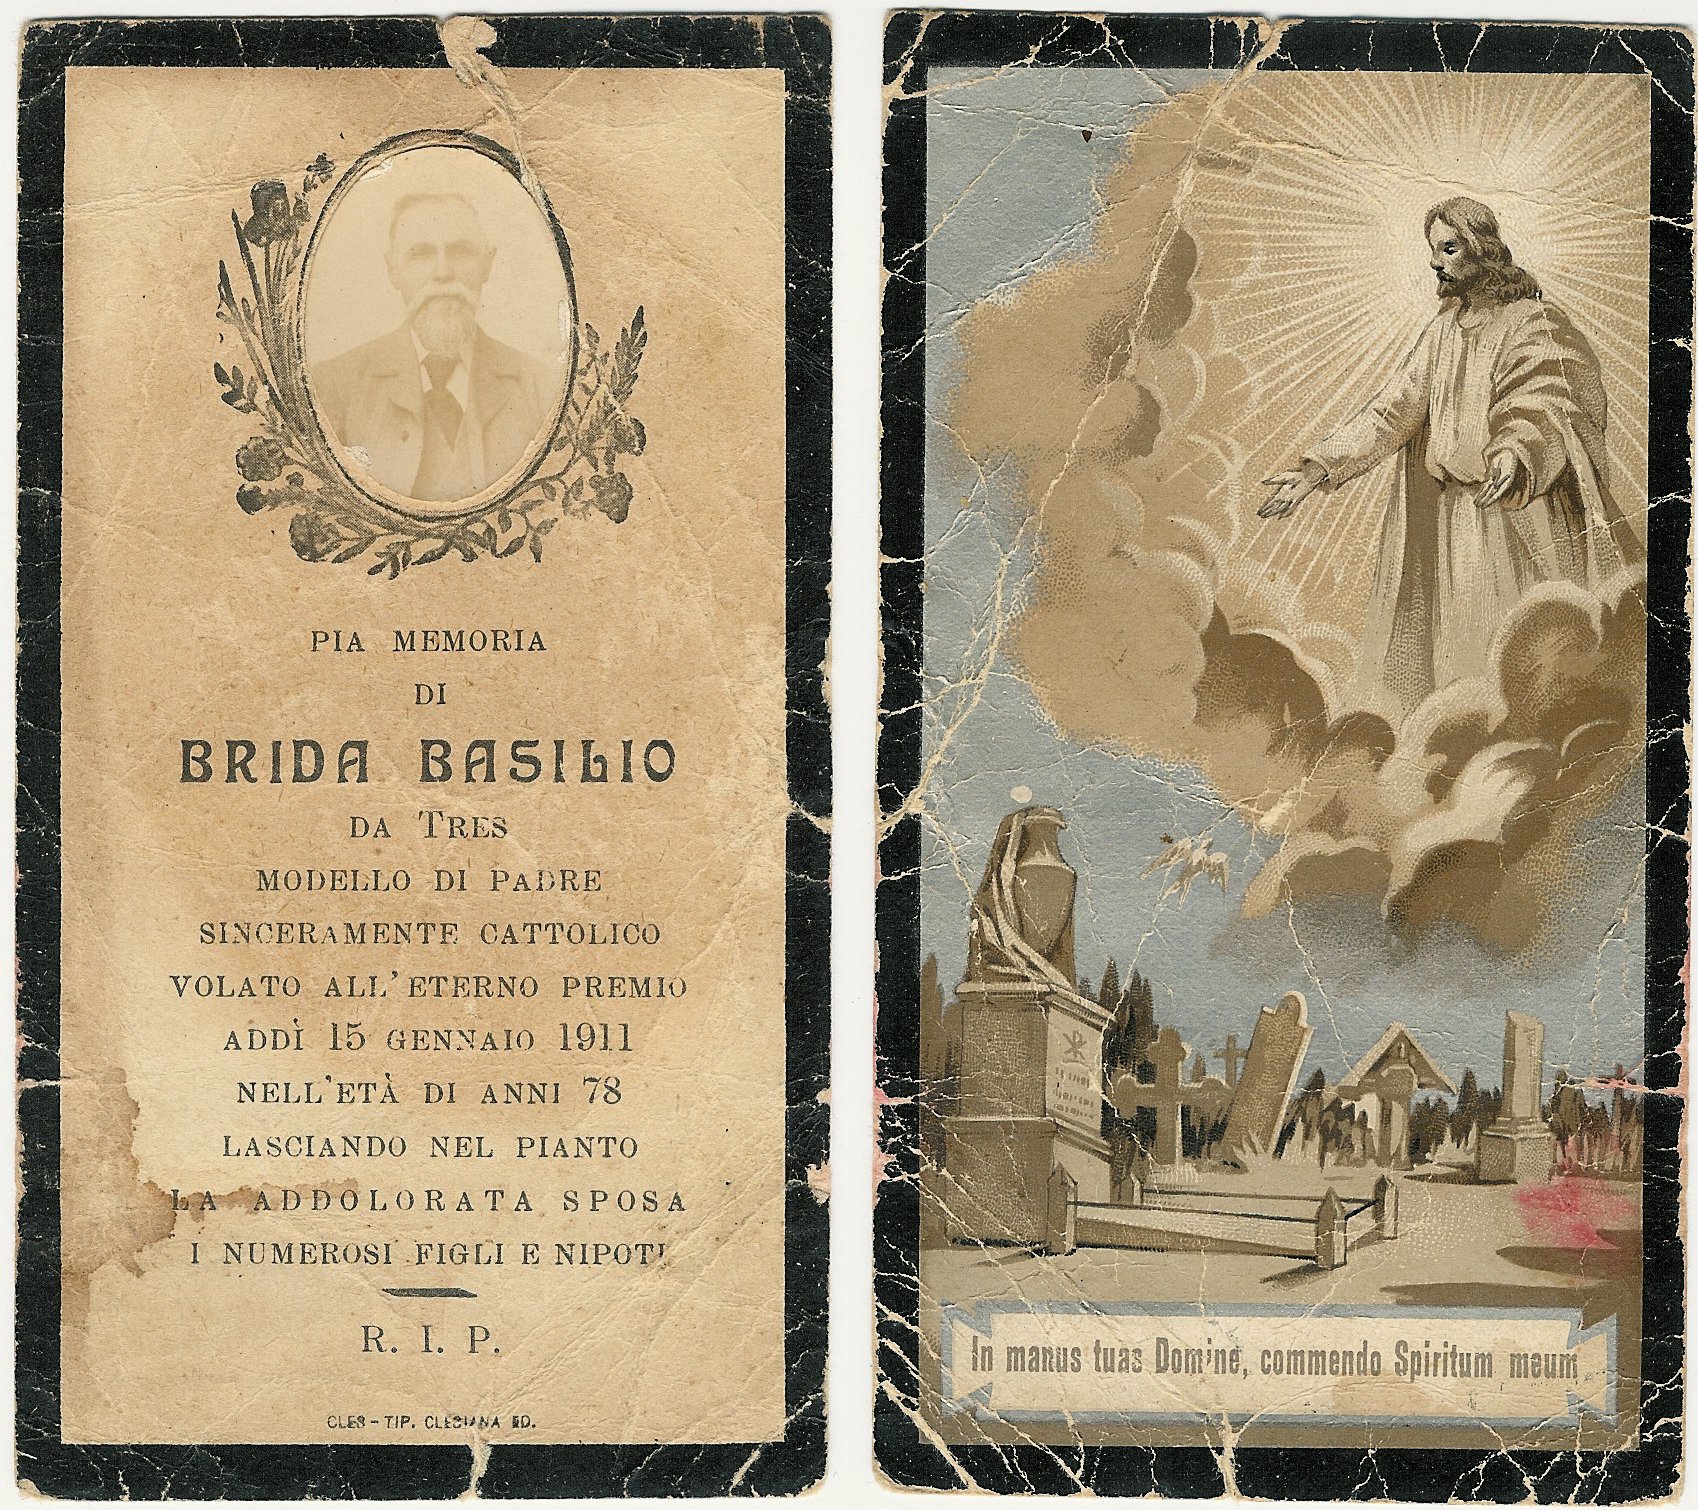 PIA MEMORIA
DI
BRIDA BASILIO
DA TRES
MODELLO DI PADRE
SINCERAMENTE CATTOLICO
VOLATO ALL'ETERNO PREMIO
ADDÌ 15 GENNAIO 1911
NELL'ETÀ DI ANNI 78
LASCIANDO NEL PIANTO
LA ADDOLORATA SPOSA
I NUMEROSI FIGLI E NIPOTI
R. I. P.
CLES - TIP. CLESIANA ED.
In manus tuas Domine, commendo Spiritum meum